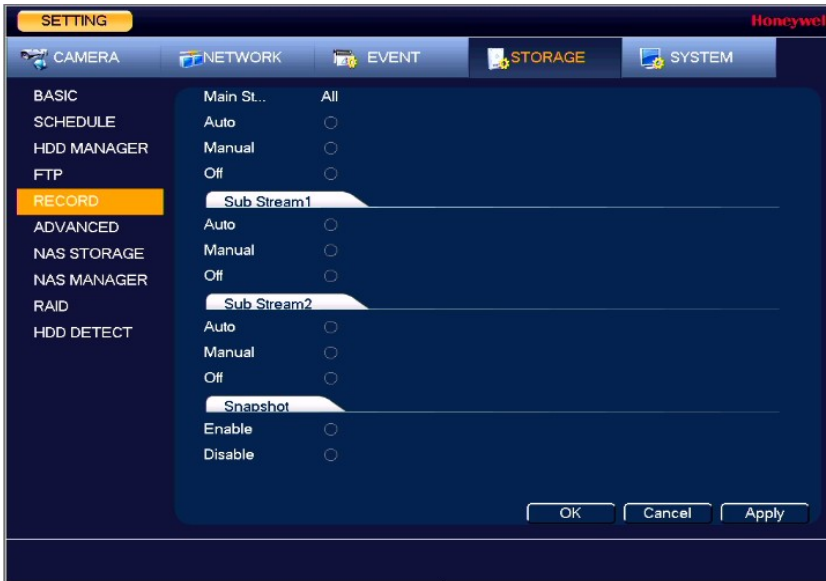 SETTING
Honeywel
CAMERA NETWORK EVENT STORAGE SYSTEM
BASIC
SCHEDULE
HDD MANAGER
FTP
RECORD
ADVANCED
NAS STORAGE
NAS MANAGER
RAID
HDD DETECT
Main St... All
Auto
Manual
Off
Sub Stream1
Auto
Manual
Off
Sub Stream2
Auto
Manual
Off
Snapshot
Enable
Disable
OK Cancel Apply